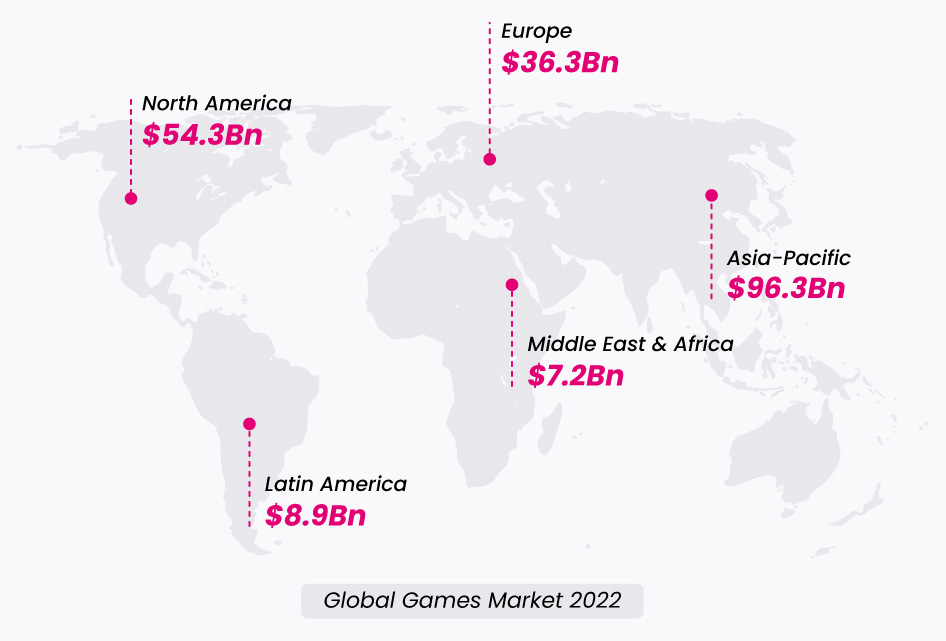 Europe
$36.3Bn
North America
$54.3Bn
Asia-Pacific
$96.3Bn
Middle East & Africa
$7.2Bn
Latin America
$8.9Bn
Global Games Market 2022